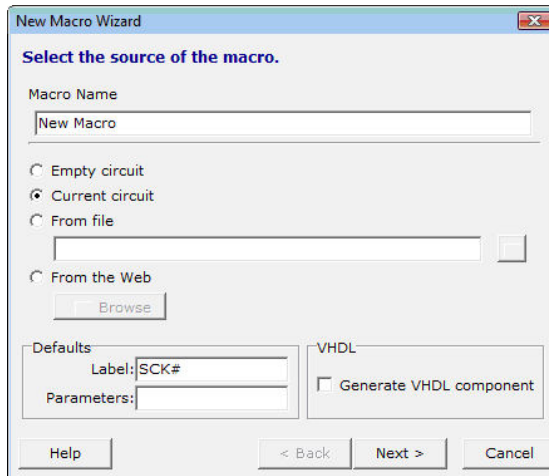 New Macro Wizard
Select the source of the macro.
Macro Name
New Macro
Empty circuit
Current circuit
From file
From the Web
Browse
Defaults
Label: SCK#
Parameters:
VHDL
Generate VHDL component
Help
< Back
Next >
Cancel